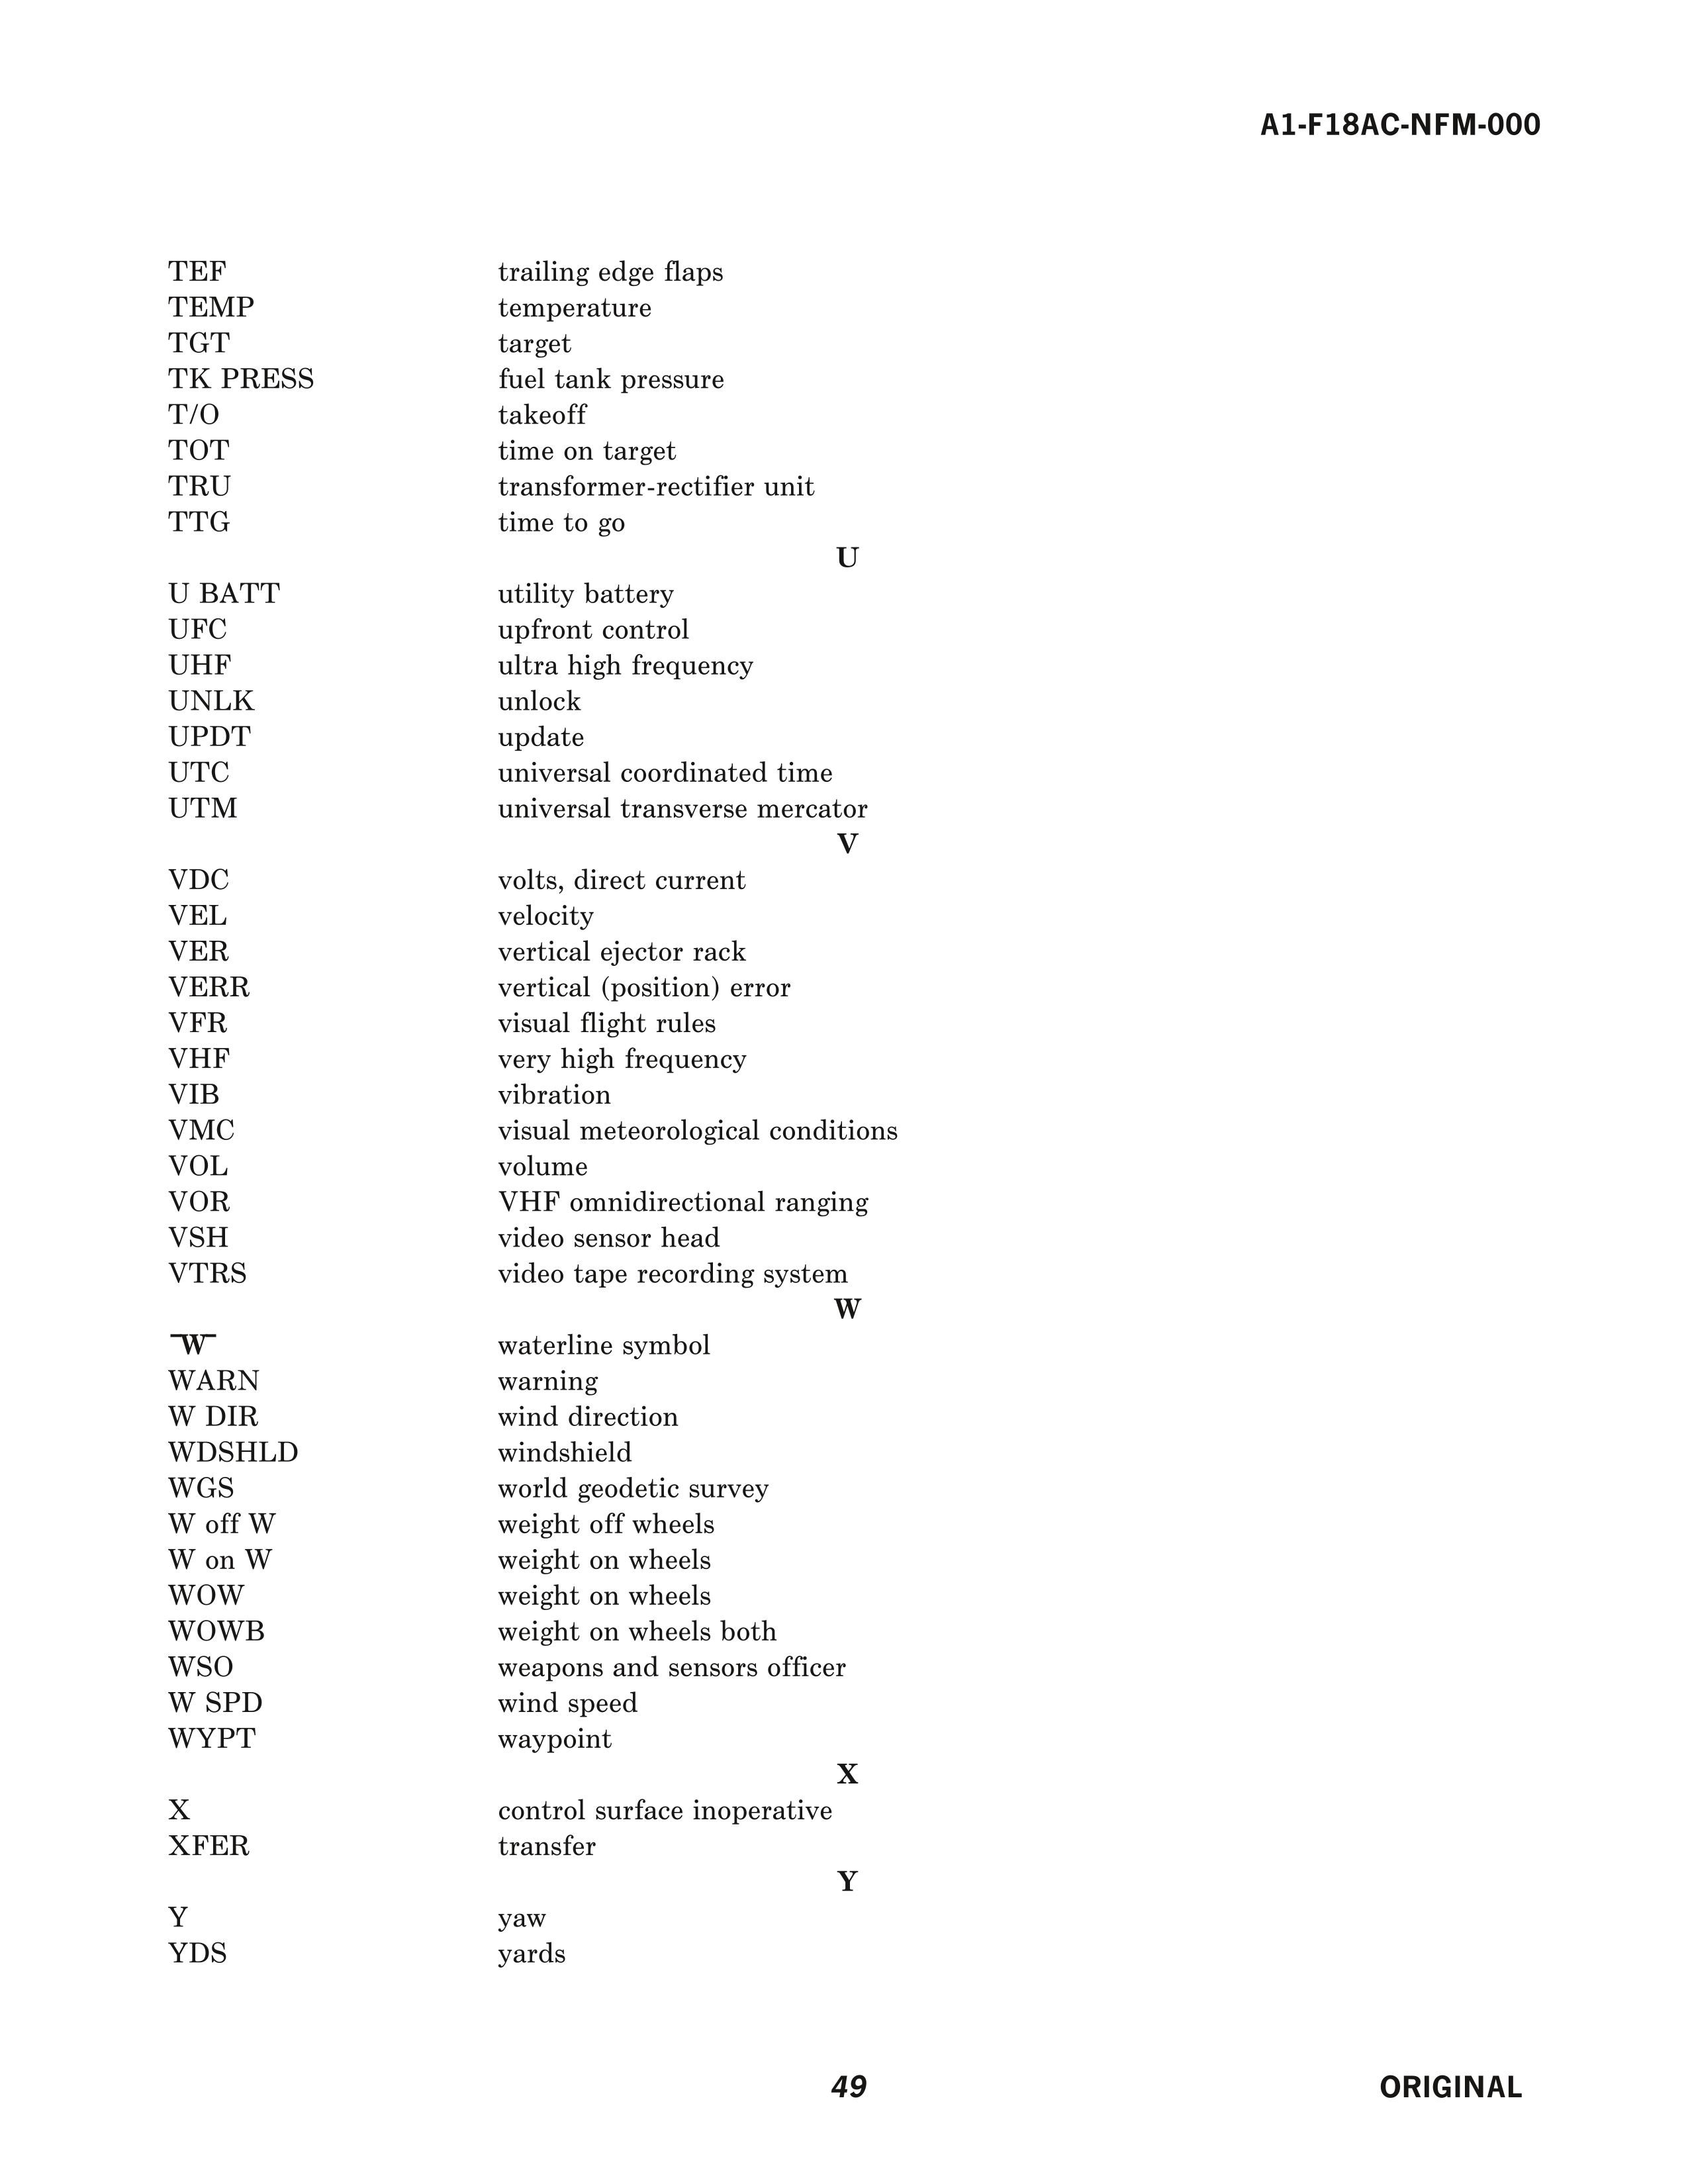 A1-F18AC-NFM-000
TEF trailing edge flaps
TEMP temperature
TGT target
TK PRESS fuel tank pressure
T/O takeoff
TOT time on target
TRU transformer-rectifier unit
TTG time to go
U
U BATT utility battery
UFC upfront control
UHF ultra high frequency
UNLK unlock
UPDT update
UTC universal coordinated time
UTM universal transverse mercator
V
VDC volts, direct current
VEL velocity
VER vertical ejector rack
VERR vertical (position) error
VFR visual flight rules
VHF very high frequency
VIB vibration
VMC visual meteorological conditions
VOL volume
VOR VHF omnidirectional ranging
VSH video sensor head
VTRS video tape recording system
W
W waterline symbol
WARN warning
W DIR wind direction
WDSHLD windshield
WGS world geodetic survey
W off W weight off wheels
W on W weight on wheels
WOW weight on wheels
WOWB weight on wheels both
WSO weapons and sensors officer
W SPD wind speed
WYPT waypoint
X
X control surface inoperative
XFER transfer
Y
Y yaw
YDS yards
49 ORIGINAL